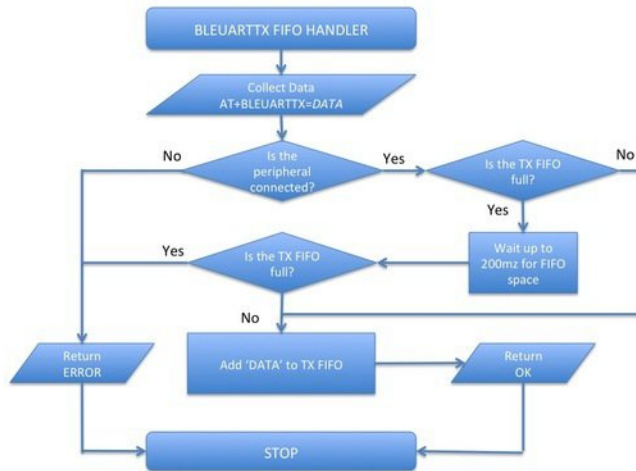 BLEUARTTX FIFO HANDLER
Collect Data
AT+BLEUARTTX=DATA
No
Is the
peripheral
connected?
Yes
Is the TX FIFO
full?
No
Yes
Yes
Is the TX FIFO
full?
Wait up to
200mz for FIFO
space
No
Return
ERROR
Add ‘DATA’ to TX FIFO
Return
OK
STOP